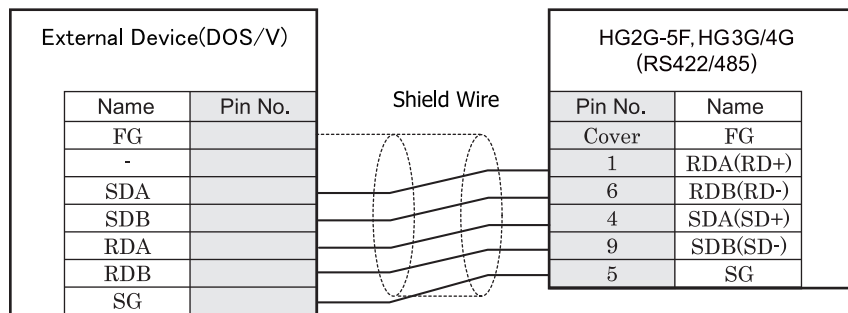 External Device(DOS/V)
Name Pin No.
FG
-
SDA
SDB
RDA
RDB
SG
Shield Wire
HG2G-5F, HG3G/4G
(RS422/485)
Pin No. Name
Cover FG
1 RDA(RD+)
6 RDB(RD-)
4 SDA(SD+)
9 SDB(SD-)
5 SG